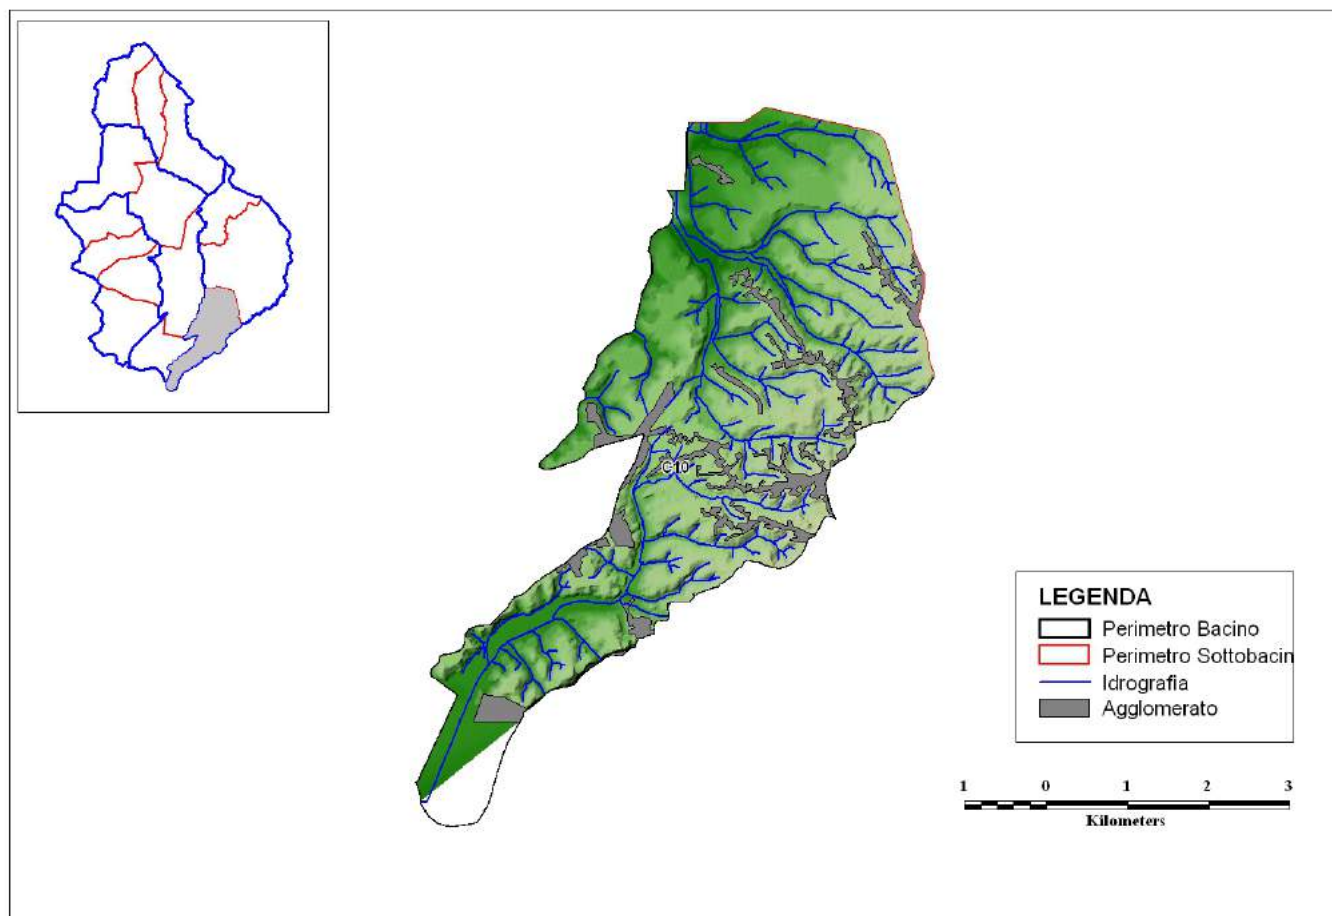 C10
LEGENDA
Perimetro Bacino
Perimetro Sottobacin
Idrografia
Agglomerato
1 0 1 2 3
Kilometers